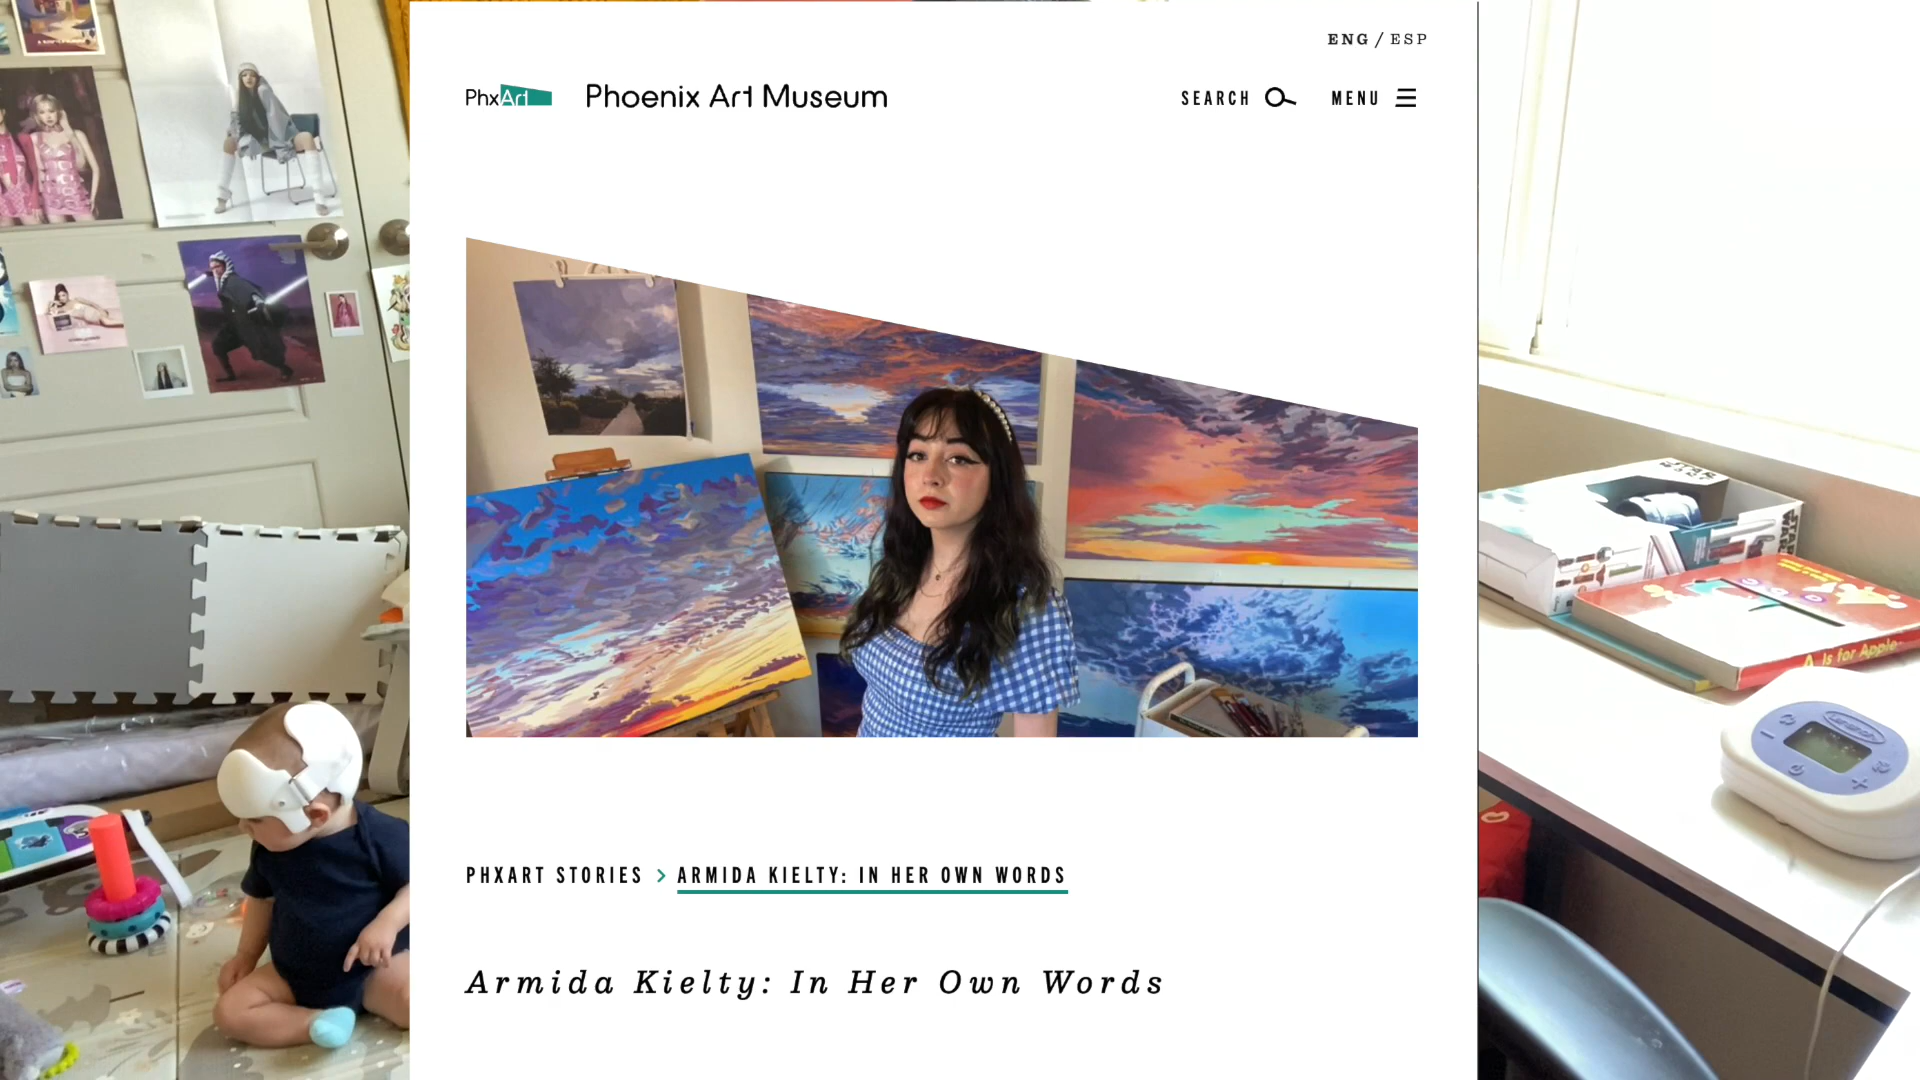 ENG / ESP
PhxArt
Phoenix Art Museum
SEARCH
MENU
PHXART STORIES > ARMIDA KIELTY: IN HER OWN WORDS
Armida Kielty: In Her Own Words
STAR
A is for Apple